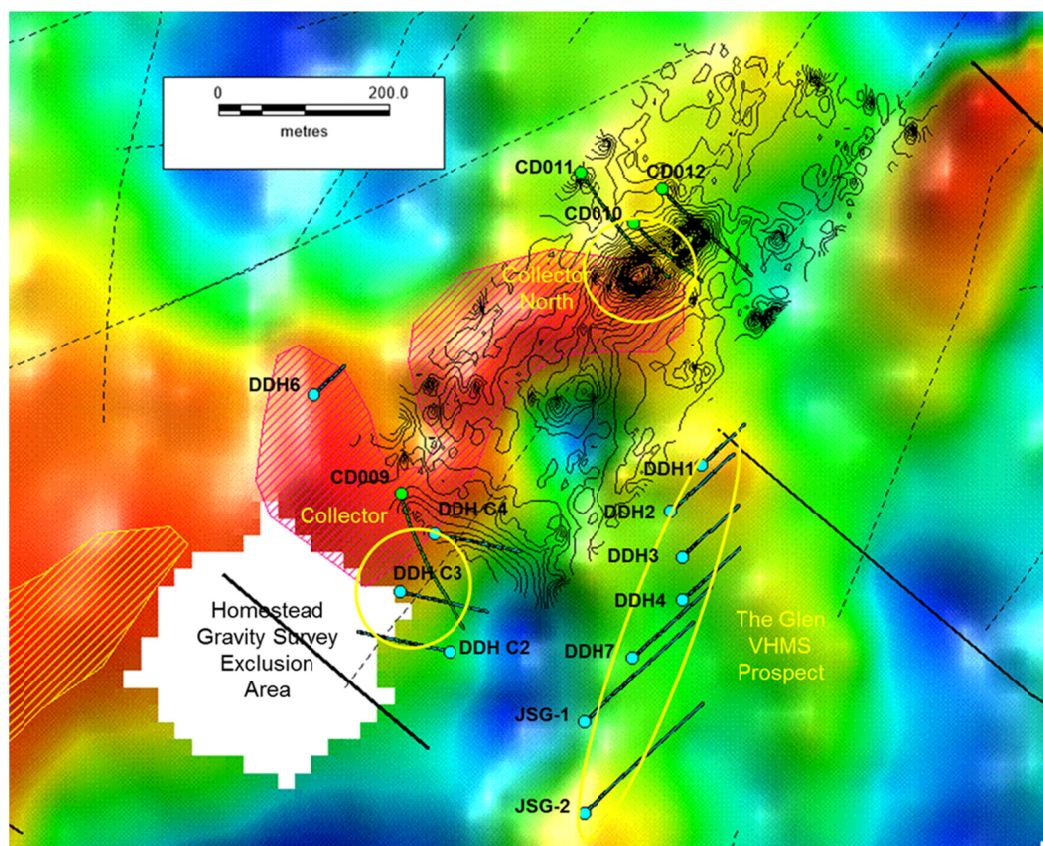 0 200.0
metres
CD011
CD012
CD010
Collector
North
DDH6
CD009
Collector
DDH C4
DDH1
DDH2
DDH3
DDH C3
DDH4
Homestead
Gravity Survey
Exclusion
Area
The Glen
VHMS
Prospect
DDH C2
DDH7
JSG-1
JSG-2